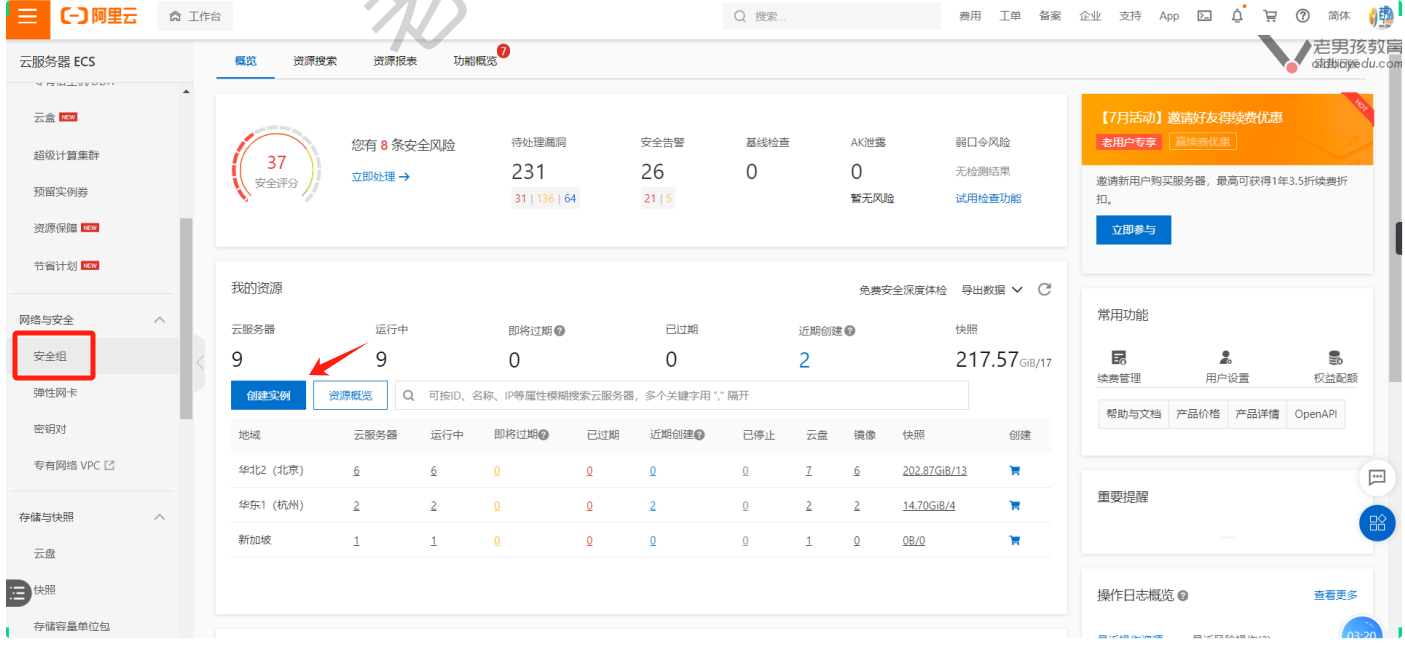 阿里云 工作台 搜索... 费用 工单 备案 企业 支持 App 简体
老男孩教育
oldboyedu.com
云服务器 ECS
概览 资源搜索 资源报表 功能概览 7
云盒 NEW
超级计算集群
预留实例券
资源保障 NEW
节省计划 NEW
网络与安全
安全组
弹性网卡
密钥对
专有网络 VPC
存储与快照
云盘
快照
存储容量单位包
37
安全评分
您有 8 条安全风险
立即处理
待处理漏洞 安全告警 基线检查 AK泄露 弱口令风险
231 26 0 0 无检测结果
31 | 136 | 64 21 | 5 暂无风险 试用检查功能
我的资源 免费安全深度体检 导出数据
云服务器 运行中 即将过期 已过期 近期创建 快照
9 9 0 0 2 217.57 GiB/17
创建实例 资源概览 可按ID、名称、IP等属性模糊搜索云服务器，多个关键字用 "," 隔开
地域 云服务器 运行中 即将过期 已过期 近期创建 已停止 云盘 镜像 快照 创建
华北2（北京） 6 6 0 0 0 0 7 6 202.87GiB/13
华东1（杭州） 2 2 0 0 2 0 2 2 14.70GiB/4
新加坡 1 1 0 0 0 0 1 0 0B/0
HOT
【7月活动】邀请好友得续费优惠
老用户专享 赢续费优惠
邀请新用户购买服务器，最高可获得1年3.5折续费折
扣。
立即参与
常用功能
续费管理 用户设置 权益配额
帮助与文档 产品价格 产品详情 OpenAPI
重要提醒
操作日志概览 查看更多
03:20